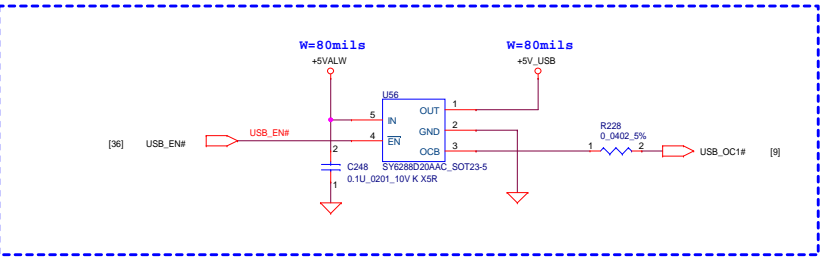 W=80mils
W=80mils
+5VALW
+5V_USB
U56
5
IN
OUT
1
[36]
USB_EN#
USB_EN#
4
EN
GND
2
OCB
3
R228
0_0402_5%
1
2
USB_OC1#
[9]
2
C248
SY6288D20AAC_SOT23-5
1
0.1U_0201_10V K X5R